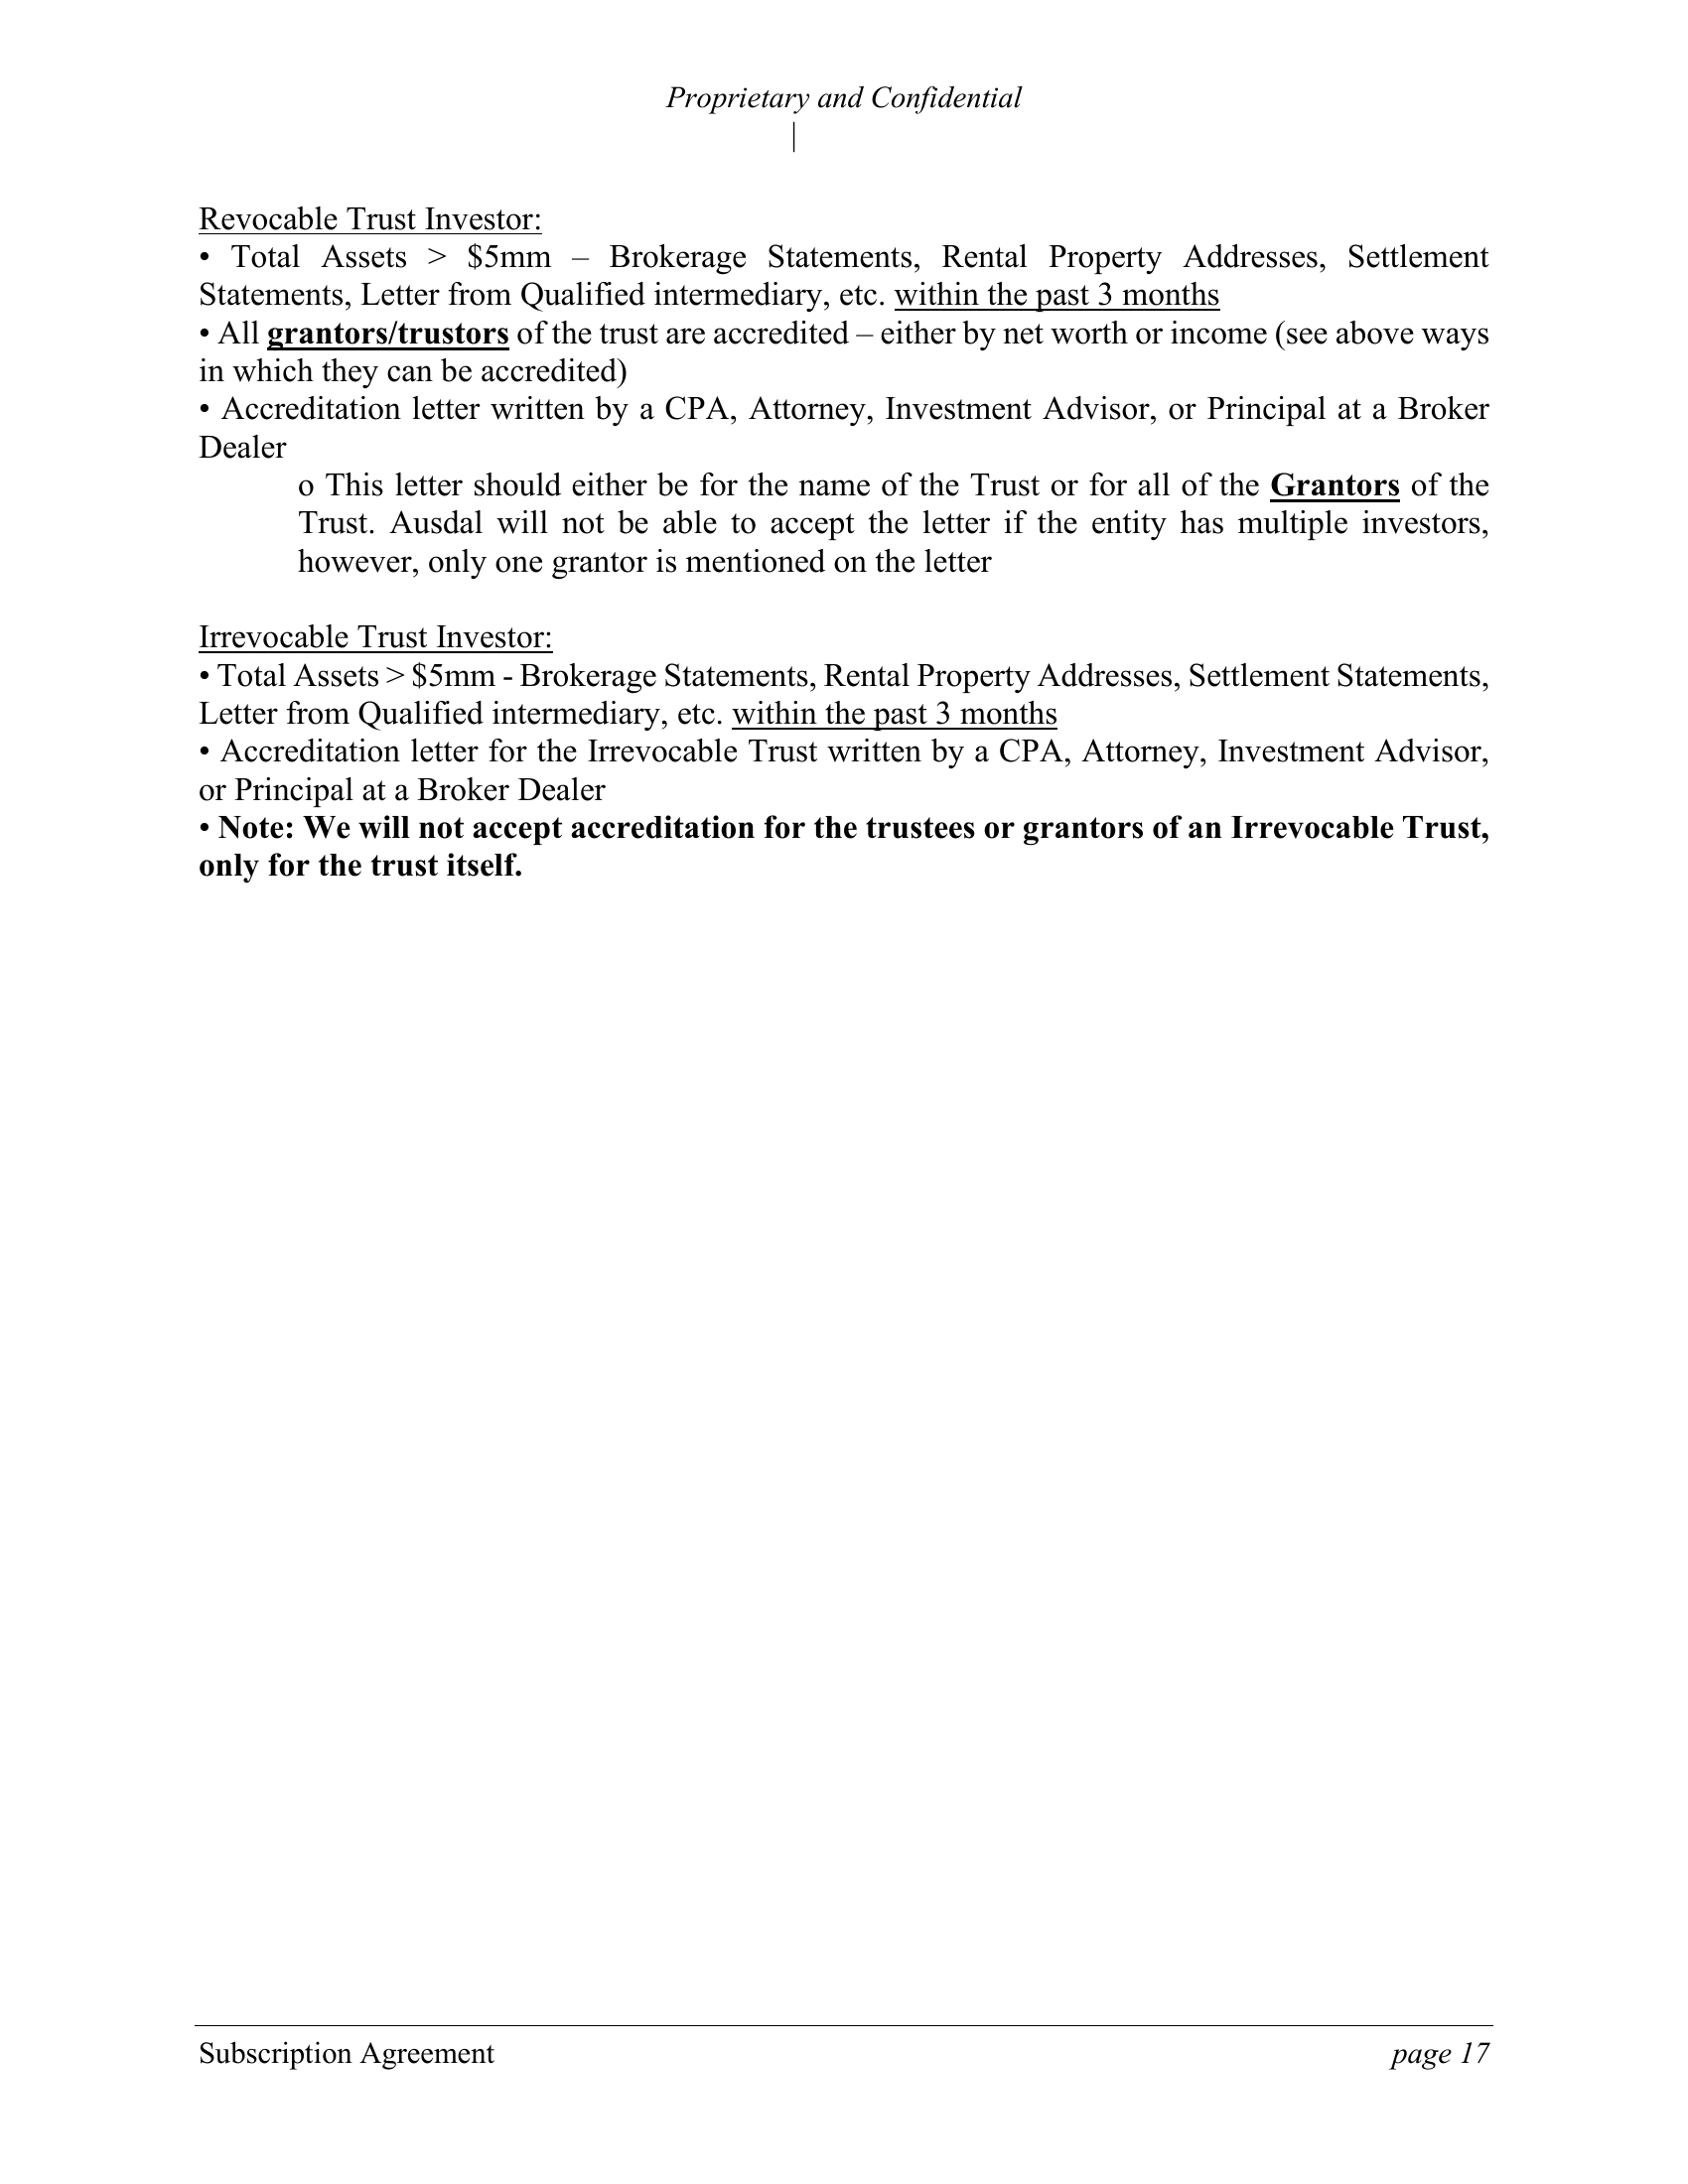 Proprietary and Confidential
|
Revocable Trust Investor:
• Total Assets > $5mm – Brokerage Statements, Rental Property Addresses, Settlement
Statements, Letter from Qualified intermediary, etc. within the past 3 months
• All grantors/trustors of the trust are accredited – either by net worth or income (see above ways
in which they can be accredited)
• Accreditation letter written by a CPA, Attorney, Investment Advisor, or Principal at a Broker
Dealer
o This letter should either be for the name of the Trust or for all of the Grantors of the
Trust. Ausdal will not be able to accept the letter if the entity has multiple investors,
however, only one grantor is mentioned on the letter
Irrevocable Trust Investor:
• Total Assets > $5mm - Brokerage Statements, Rental Property Addresses, Settlement Statements,
Letter from Qualified intermediary, etc. within the past 3 months
• Accreditation letter for the Irrevocable Trust written by a CPA, Attorney, Investment Advisor,
or Principal at a Broker Dealer
• Note: We will not accept accreditation for the trustees or grantors of an Irrevocable Trust,
only for the trust itself.
Subscription Agreement page 17